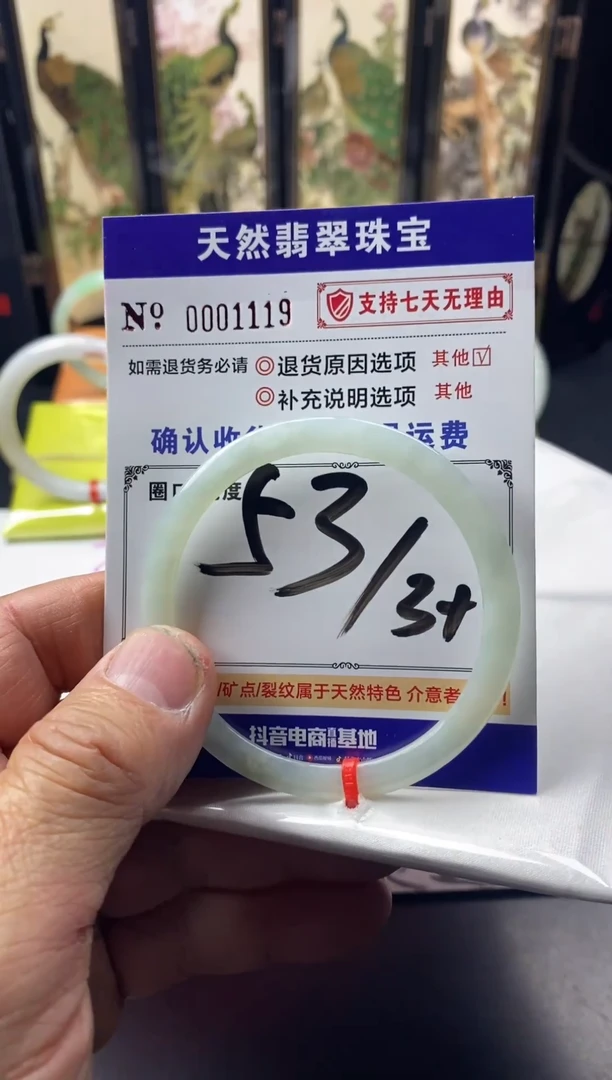 天然翡翠珠宝
Nº 0001119 支持七天无理由
如需退货务必请 ◎退货原因选项 其他☑
◎补充说明选项 其他
确认收 运费
圈口 度
53/3+
/矿点/裂纹属于天然特色 介意者
抖音电商直播基地